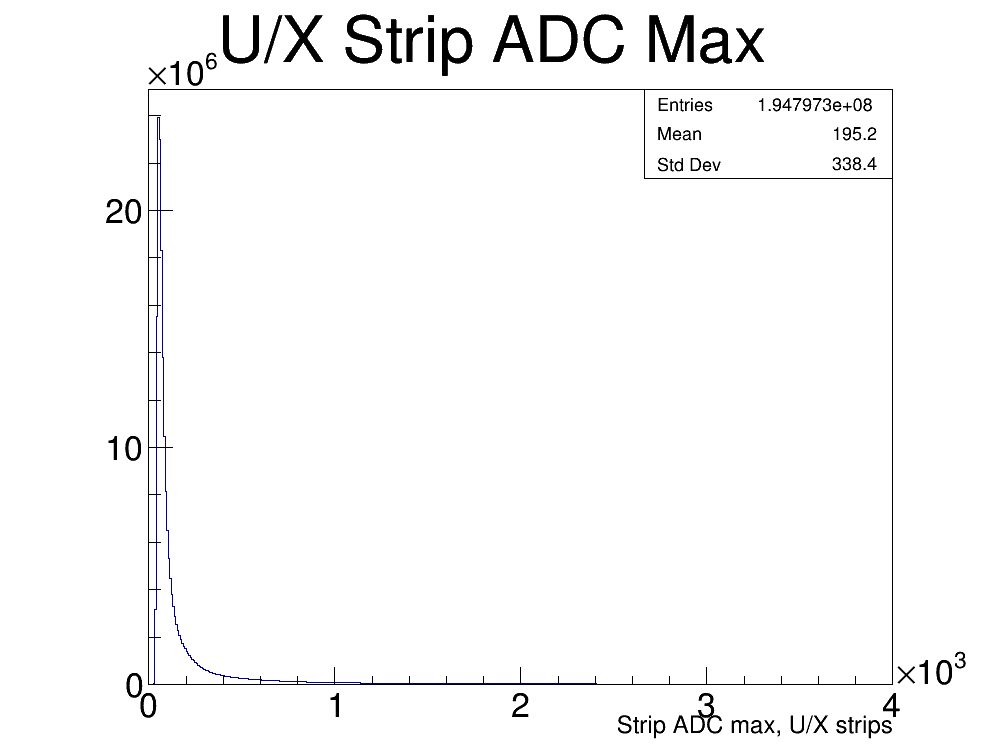 U/X Strip ADC Max
×10⁶
Entries 1.947973e+08
Mean 195.2
Std Dev 338.4
20
10
0
0 1 2 3 4
×10³
Strip ADC max, U/X strips